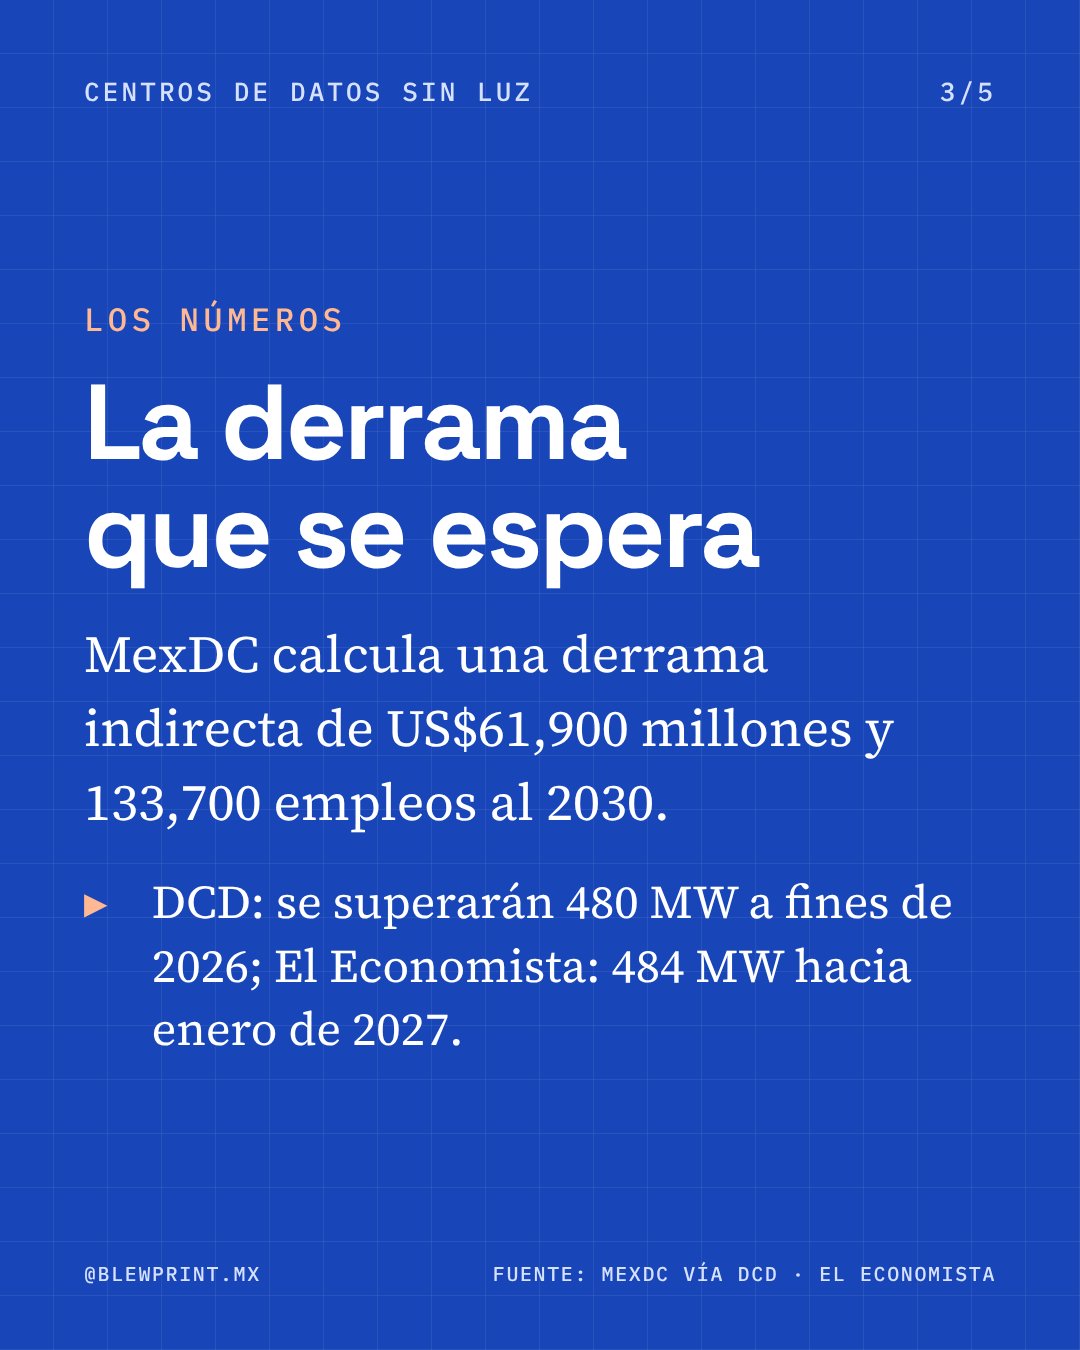 CENTROS DE DATOS SIN LUZ
3/5
LOS NÚMEROS
La derrama
que se espera
MexDC calcula una derrama
indirecta de US$61,900 millones y
133,700 empleos al 2030.
▸ DCD: se superarán 480 MW a fines de
2026; El Economista: 484 MW hacia
enero de 2027.
@BLEWPRINT.MX
FUENTE: MEXDC VÍA DCD · EL ECONOMISTA